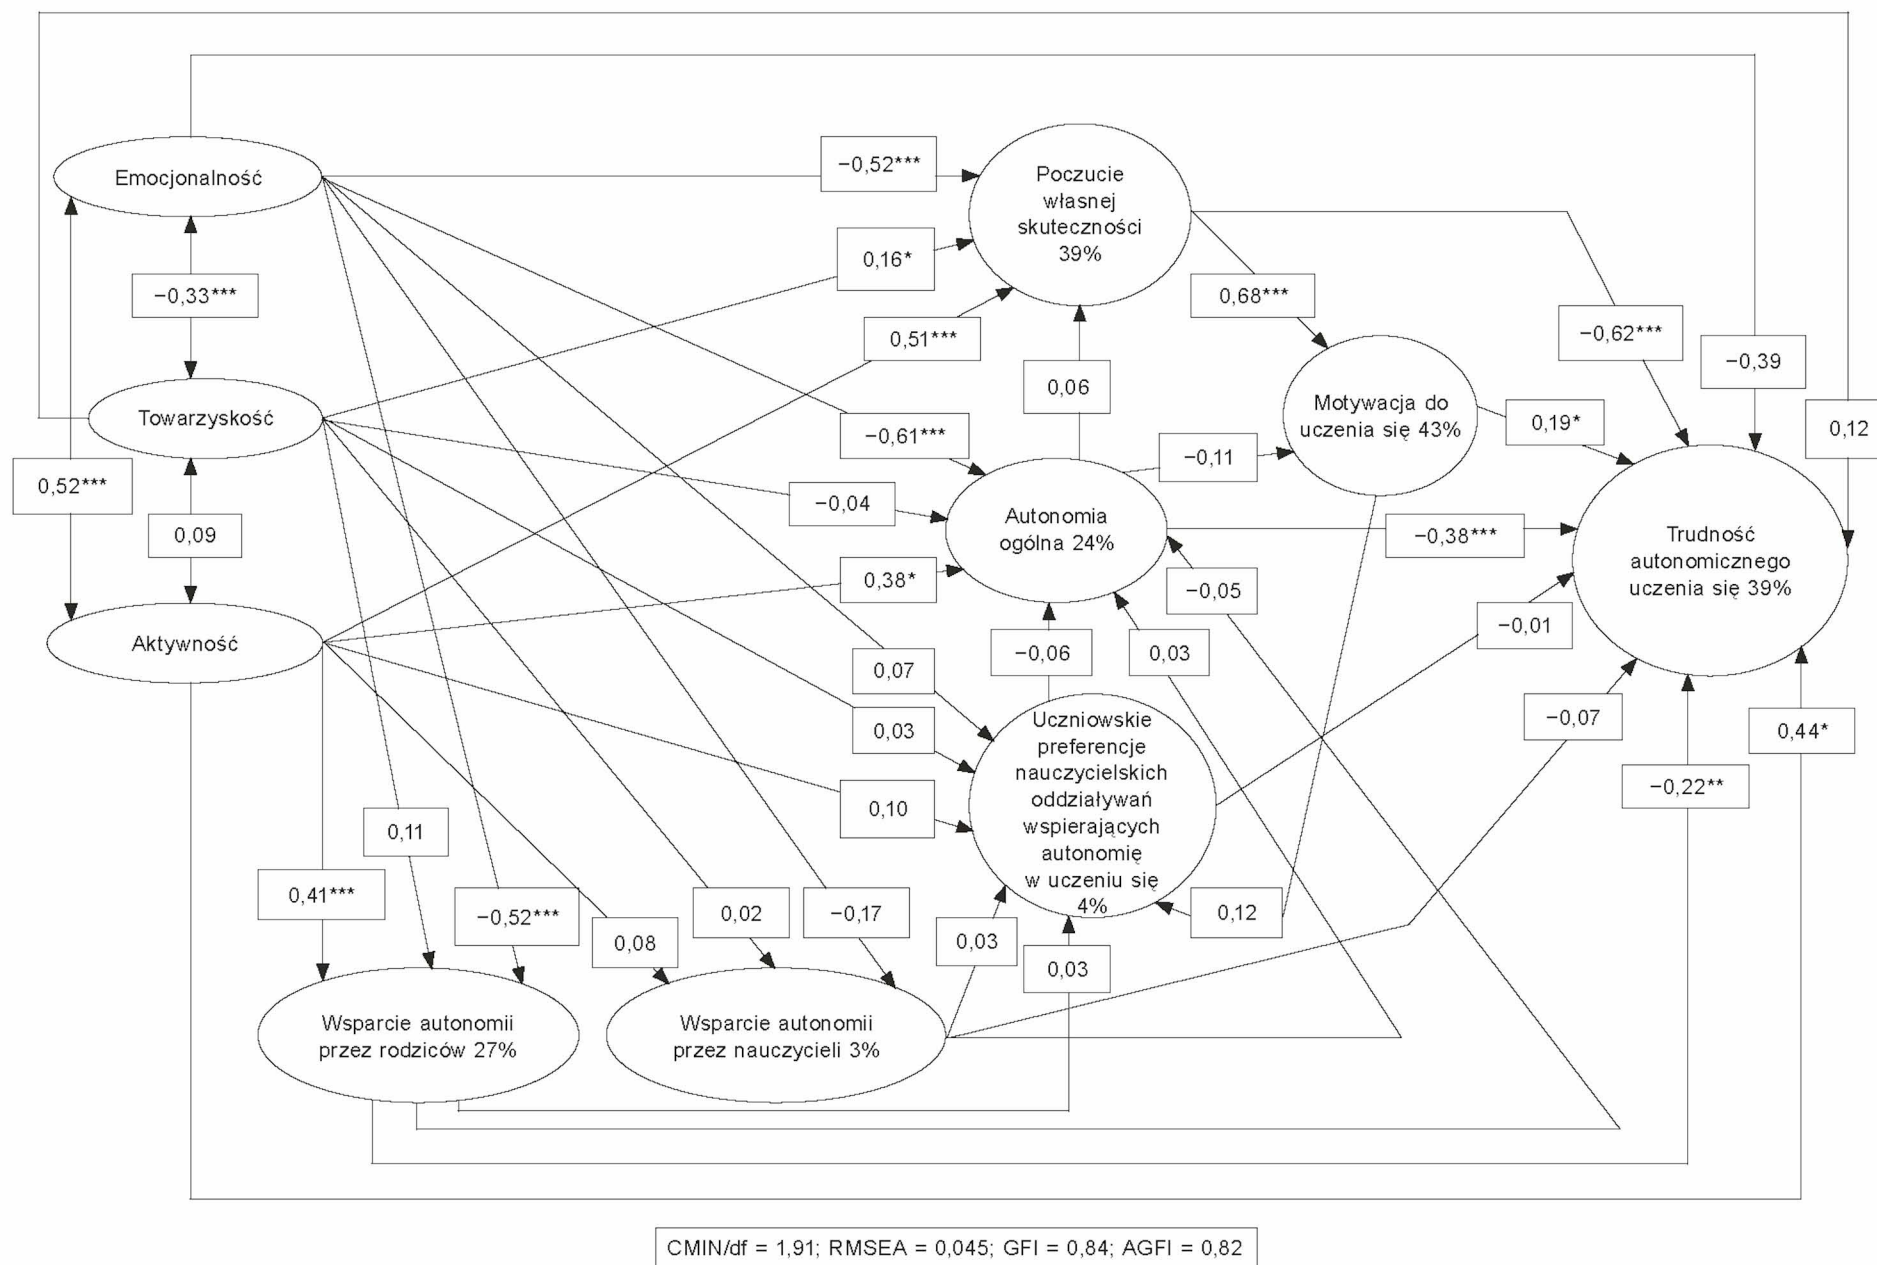 Emocjonalność
−0,52***
Poczucie
własnej
skuteczności
39%
0,16*
−0,33***
0,68***
0,51***
−0,62***
−0,39
0,06
Motywacja do
uczenia się 43%
0,19*
0,12
Towarzyskość
−0,61***
−0,11
0,52***
−0,04
0,09
Autonomia
ogólna 24%
−0,38***
Trudność
autonomicznego
uczenia się 39%
0,38*
−0,05
−0,01
Aktywność
−0,06
0,03
0,07
−0,07
0,44*
0,03
Uczniowskie
preferencje
nauczycielskich
oddziaływań
wspierających
autonomię
w uczeniu się
4%
−0,22**
0,10
0,11
0,41***
−0,52***
0,02
−0,17
0,12
0,08
0,03
0,03
Wsparcie autonomii
przez rodziców 27%
Wsparcie autonomii
przez nauczycieli 3%
CMIN/df = 1,91; RMSEA = 0,045; GFI = 0,84; AGFI = 0,82